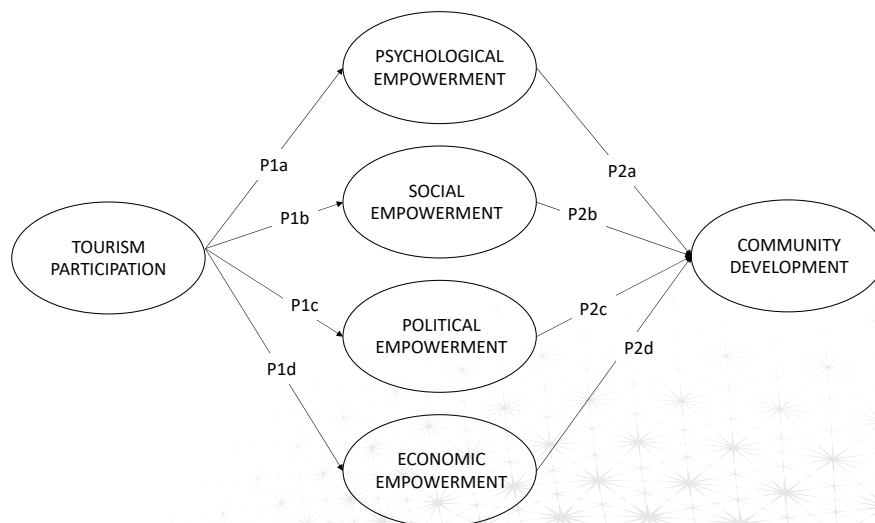 PSYCHOLOGICAL
EMPOWERMENT
P1a
P2a
SOCIAL
EMPOWERMENT
P1b
P2b
TOURISM
PARTICIPATION
COMMUNITY
DEVELOPMENT
P1c
P2c
POLITICAL
EMPOWERMENT
P1d
P2d
ECONOMIC
EMPOWERMENT